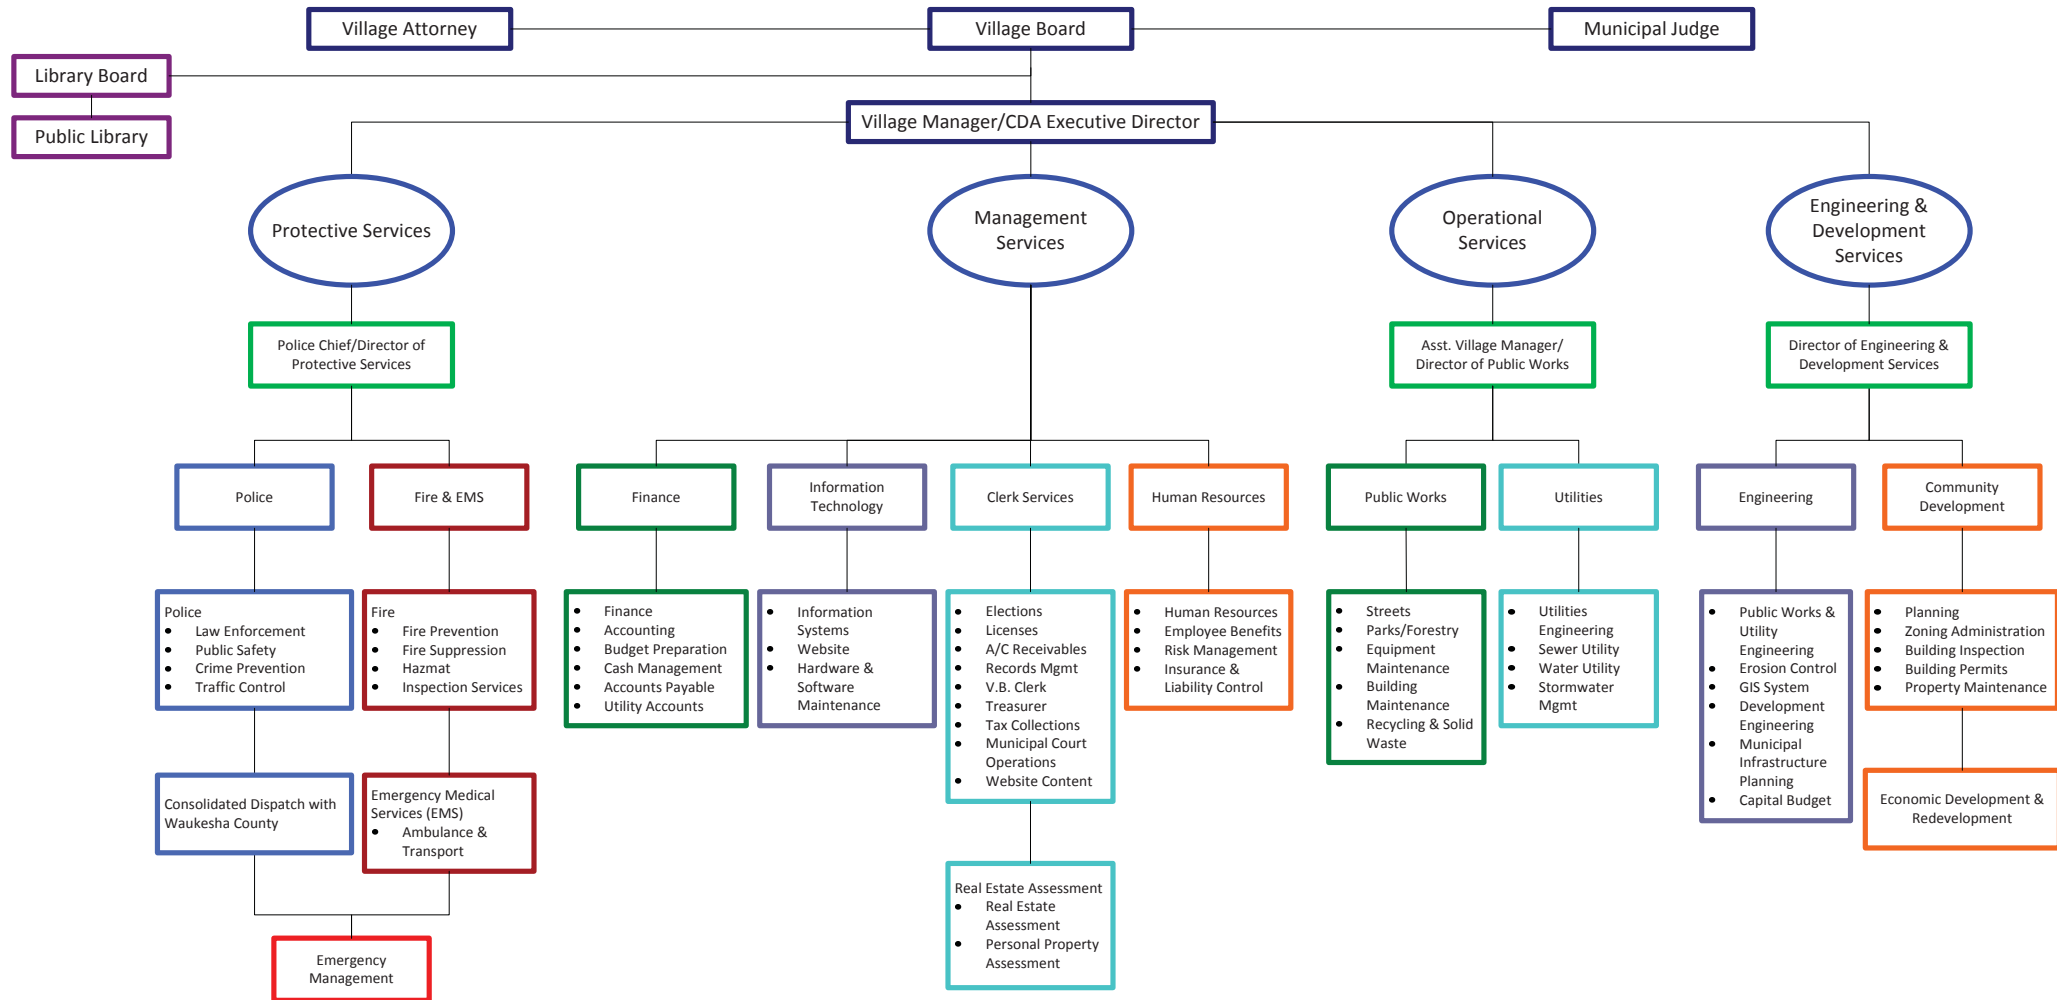 Village Attorney
Village Board
Municipal Judge
Library Board
Public Library
Village Manager/CDA Executive Director
Protective Services
Management
Services
Operational
Services
Engineering &
Development
Services
Police Chief/Director of
Protective Services
Asst. Village Manager/
Director of Public Works
Director of Engineering &
Development Services
Police
Fire & EMS
Finance
Information
Technology
Clerk Services
Human Resources
Public Works
Utilities
Engineering
Community
Development
Police
• Law Enforcement
• Public Safety
• Crime Prevention
• Traffic Control
Fire
• Fire Prevention
• Fire Suppression
• Hazmat
• Inspection Services
• Finance
• Accounting
• Budget Preparation
• Cash Management
• Accounts Payable
• Utility Accounts
• Information
Systems
• Website
• Hardware &
Software
Maintenance
• Elections
• Licenses
• A/C Receivables
• Records Mgmt
• V.B. Clerk
• Treasurer
• Tax Collections
• Municipal Court
Operations
• Website Content
• Human Resources
• Employee Benefits
• Risk Management
• Insurance &
Liability Control
• Streets
• Parks/Forestry
• Equipment
Maintenance
• Building
Maintenance
• Recycling & Solid
Waste
• Utilities
Engineering
• Sewer Utility
• Water Utility
• Stormwater
Mgmt
• Public Works &
Utility
Engineering
• Erosion Control
• GIS System
• Development
Engineering
• Municipal
Infrastructure
Planning
• Capital Budget
• Planning
• Zoning Administration
• Building Inspection
• Building Permits
• Property Maintenance
Consolidated Dispatch with
Waukesha County
Emergency Medical
Services (EMS)
• Ambulance &
Transport
Economic Development &
Redevelopment
Real Estate Assessment
• Real Estate
Assessment
• Personal Property
Assessment
Emergency
Management